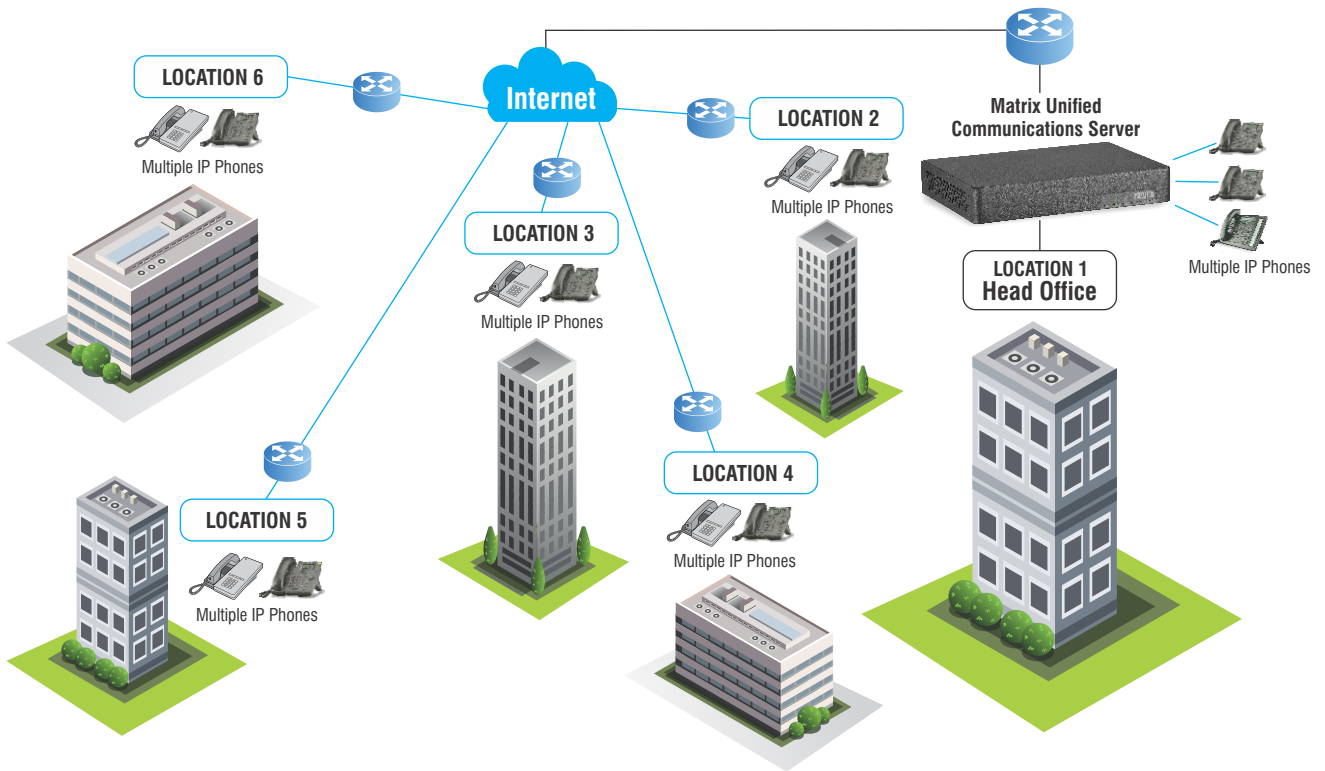 LOCATION 6
Multiple IP Phones
Internet
LOCATION 2
Multiple IP Phones
Matrix Unified
Communications Server
Multiple IP Phones
LOCATION 1
Head Office
LOCATION 3
Multiple IP Phones
LOCATION 4
Multiple IP Phones
LOCATION 5
Multiple IP Phones